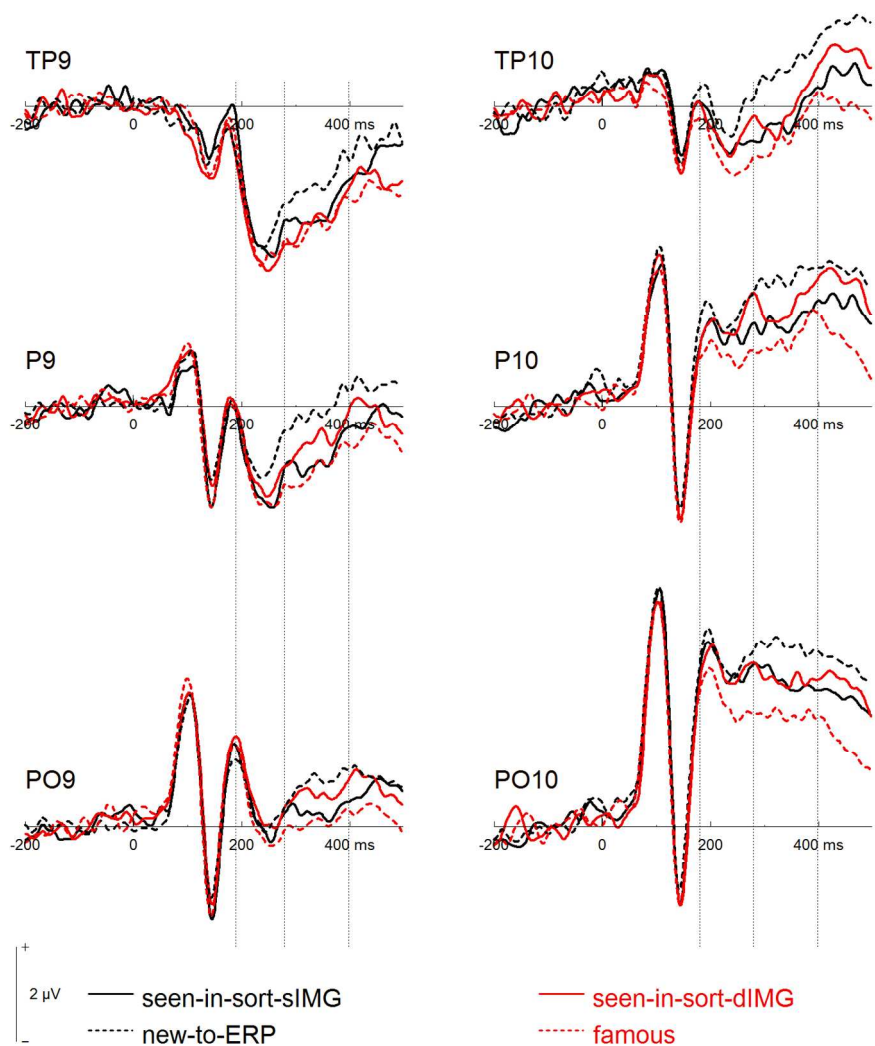 TP9
TP10
-200 0 200 400 ms
-200 0 200 400 ms
P9
P10
-200 0 200 400 ms
-200 0 200 400 ms
PO9
PO10
-200 0 200 400 ms
-200 0 200 400 ms
+
2 µV
–
seen-in-sort-sIMG
seen-in-sort-dIMG
new-to-ERP
famous